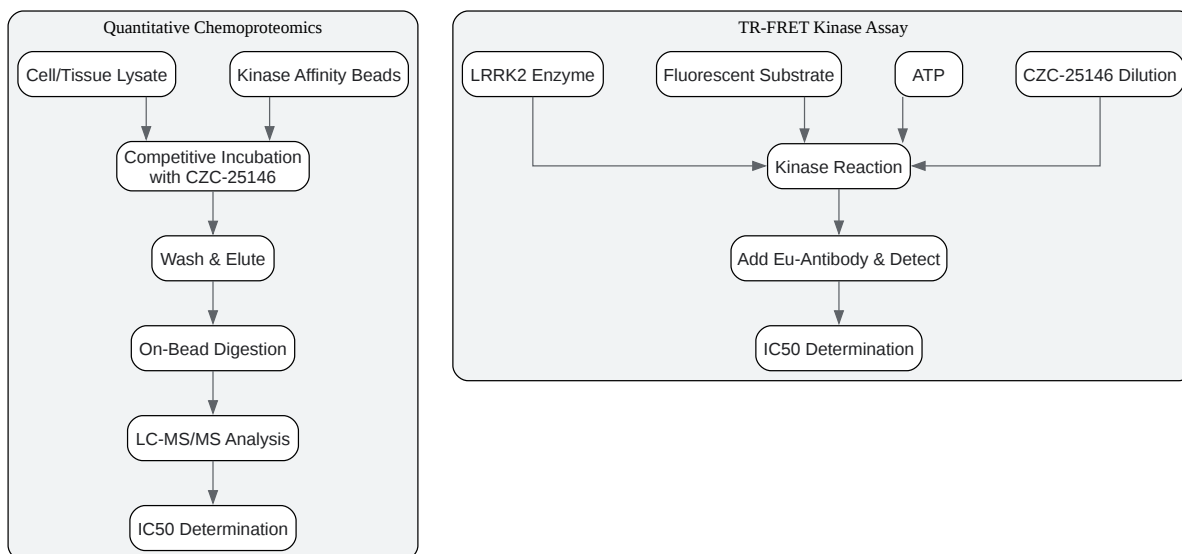 Quantitative Chemoproteomics
Cell/Tissue Lysate
Kinase Affinity Beads
Competitive Incubation
with CZC-25146
Wash & Elute
On-Bead Digestion
LC-MS/MS Analysis
IC50 Determination
TR-FRET Kinase Assay
LRRK2 Enzyme
Fluorescent Substrate
ATP
CZC-25146 Dilution
Kinase Reaction
Add Eu-Antibody & Detect
IC50 Determination